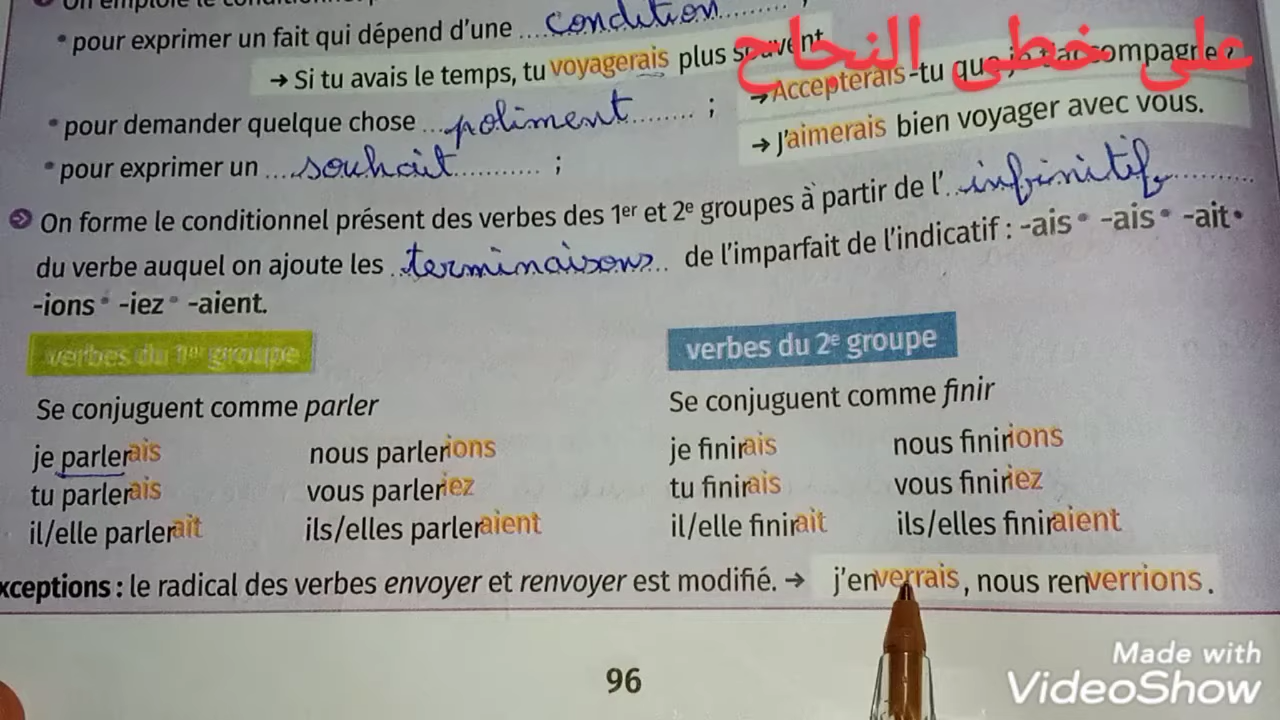 On emploie le conditionnel
• pour exprimer un fait qui dépend d'une ....condition.......... ;
→ Si tu avais le temps, tu voyagerais plus souvent
على خطى النجاح
• pour demander quelque chose ...poliment........ ;
→ Accepterais-tu que je t'accompagne?
• pour exprimer un ....souhait........... ;
→ J'aimerais bien voyager avec vous.
On forme le conditionnel présent des verbes des 1er et 2e groupes à partir de l'..infinitif..........
du verbe auquel on ajoute les ..terminaisons... de l'imparfait de l'indicatif : -ais • -ais • -ait •
-ions • -iez • -aient.
verbes du 1er groupe
Se conjuguent comme parler
je parlerais nous parlerions
tu parlerais vous parleriez
il/elle parlerait ils/elles parleraient
verbes du 2e groupe
Se conjuguent comme finir
je finirais nous finirions
tu finirais vous finiriez
il/elle finirait ils/elles finiraient
xceptions : le radical des verbes envoyer et renvoyer est modifié. → j'enverrais, nous renverrions.
96
Made with
VideoShow